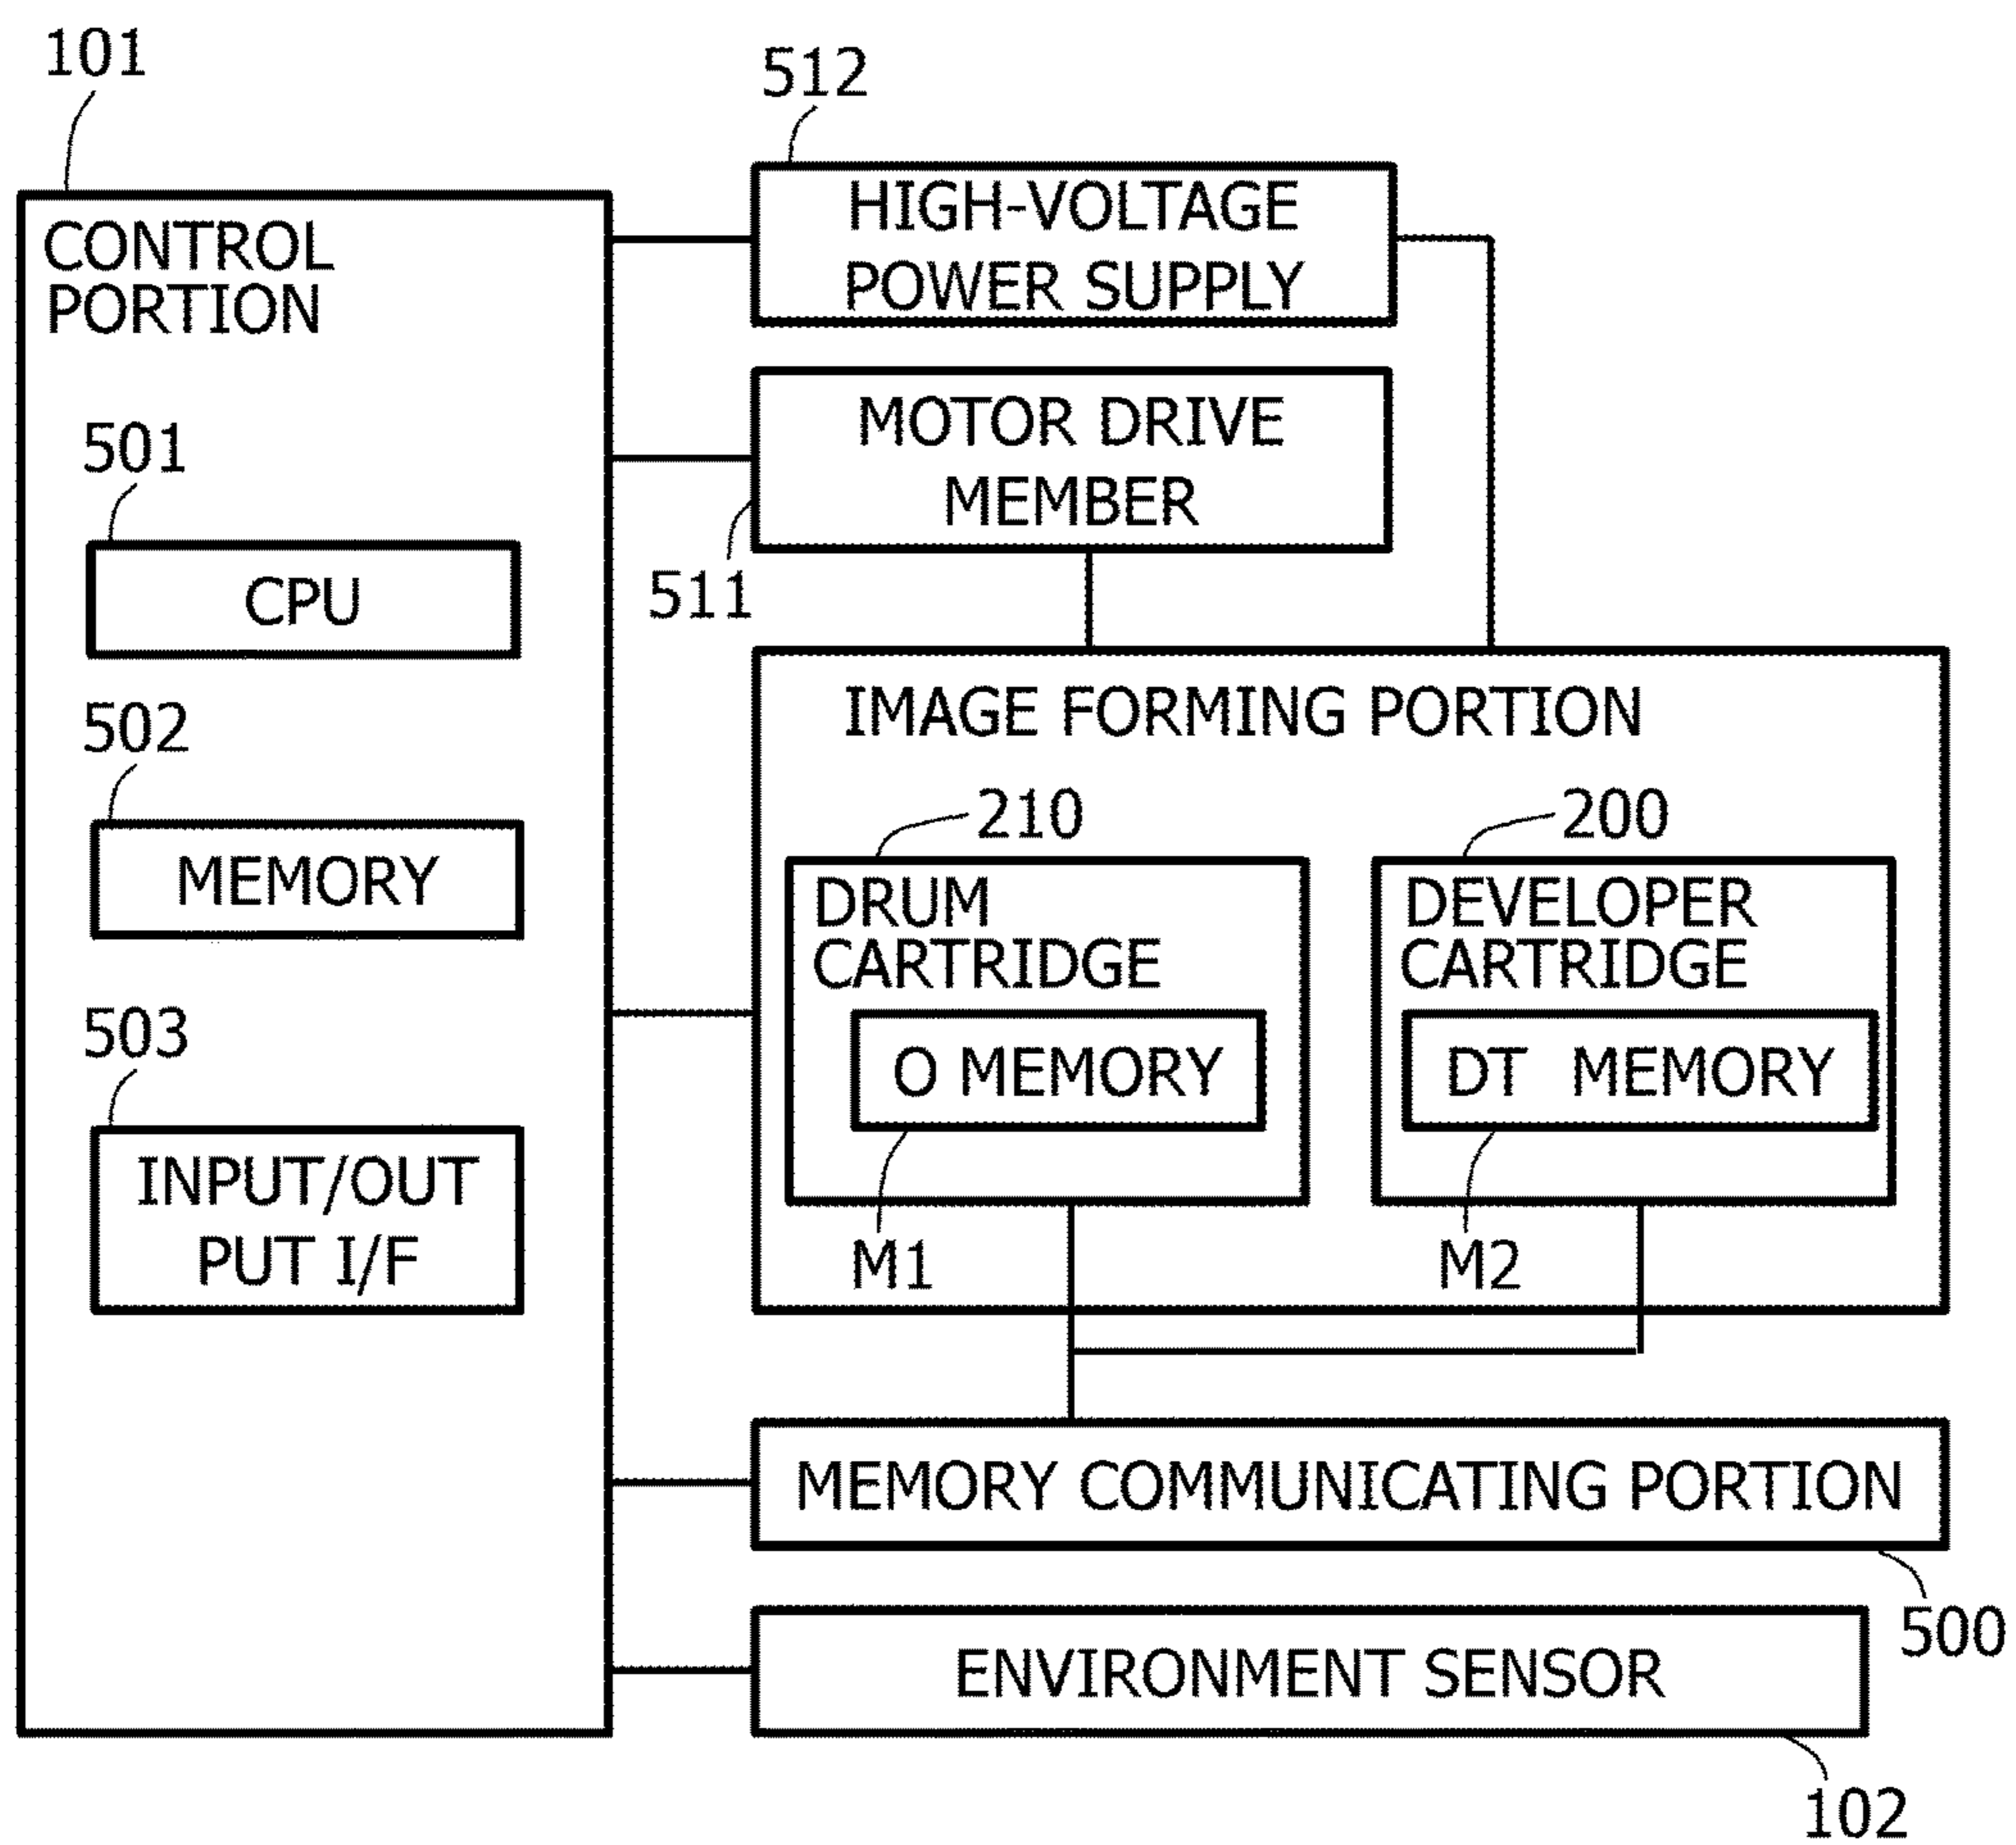 101
CONTROL
PORTION
501
CPU
502
MEMORY
503
INPUT/OUT
PUT I/F
512
HIGH-VOLTAGE
POWER SUPPLY
MOTOR DRIVE
MEMBER
511
IMAGE FORMING PORTION
210
DRUM
CARTRIDGE
O MEMORY
M1
200
DEVELOPER
CARTRIDGE
DT MEMORY
M2
MEMORY COMMUNICATING PORTION
500
ENVIRONMENT SENSOR
102